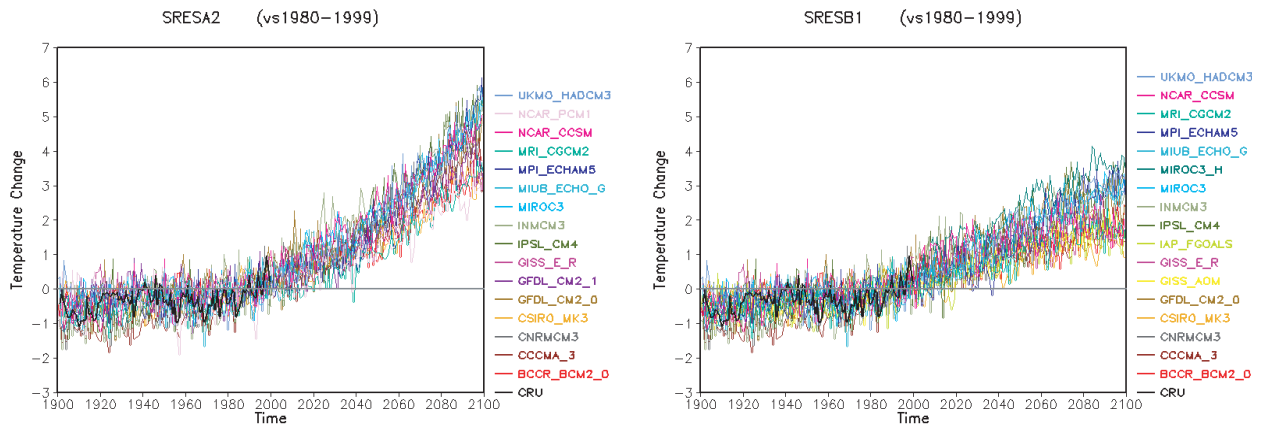 SRESA2 (vs1980-1999)
Temperature Change
7
6
5
4
3
2
1
0
-1
-2
-3
1900 1920 1940 1960 1980 2000 2020 2040 2060 2080 2100
Time
UKMO_HADCM3
NCAR_PCM1
NCAR_CCSM
MRI_CGCM2
MPI_ECHAM5
MIUB_ECHO_G
MIROC3
INMCM3
IPSL_CM4
GISS_E_R
GFDL_CM2_1
GFDL_CM2_0
CSIRO_MK3
CNRMCM3
CCCMA_3
BCCR_BCM2_0
CRU
SRESB1 (vs1980-1999)
Temperature Change
7
6
5
4
3
2
1
0
-1
-2
-3
1900 1920 1940 1960 1980 2000 2020 2040 2060 2080 2100
Time
UKMO_HADCM3
NCAR_CCSM
MRI_CGCM2
MPI_ECHAM5
MIUB_ECHO_G
MIROC3_H
MIROC3
INMCM3
IPSL_CM4
IAP_FGOALS
GISS_E_R
GISS_AOM
GFDL_CM2_0
CSIRO_MK3
CNRMCM3
CCCMA_3
BCCR_BCM2_0
CRU